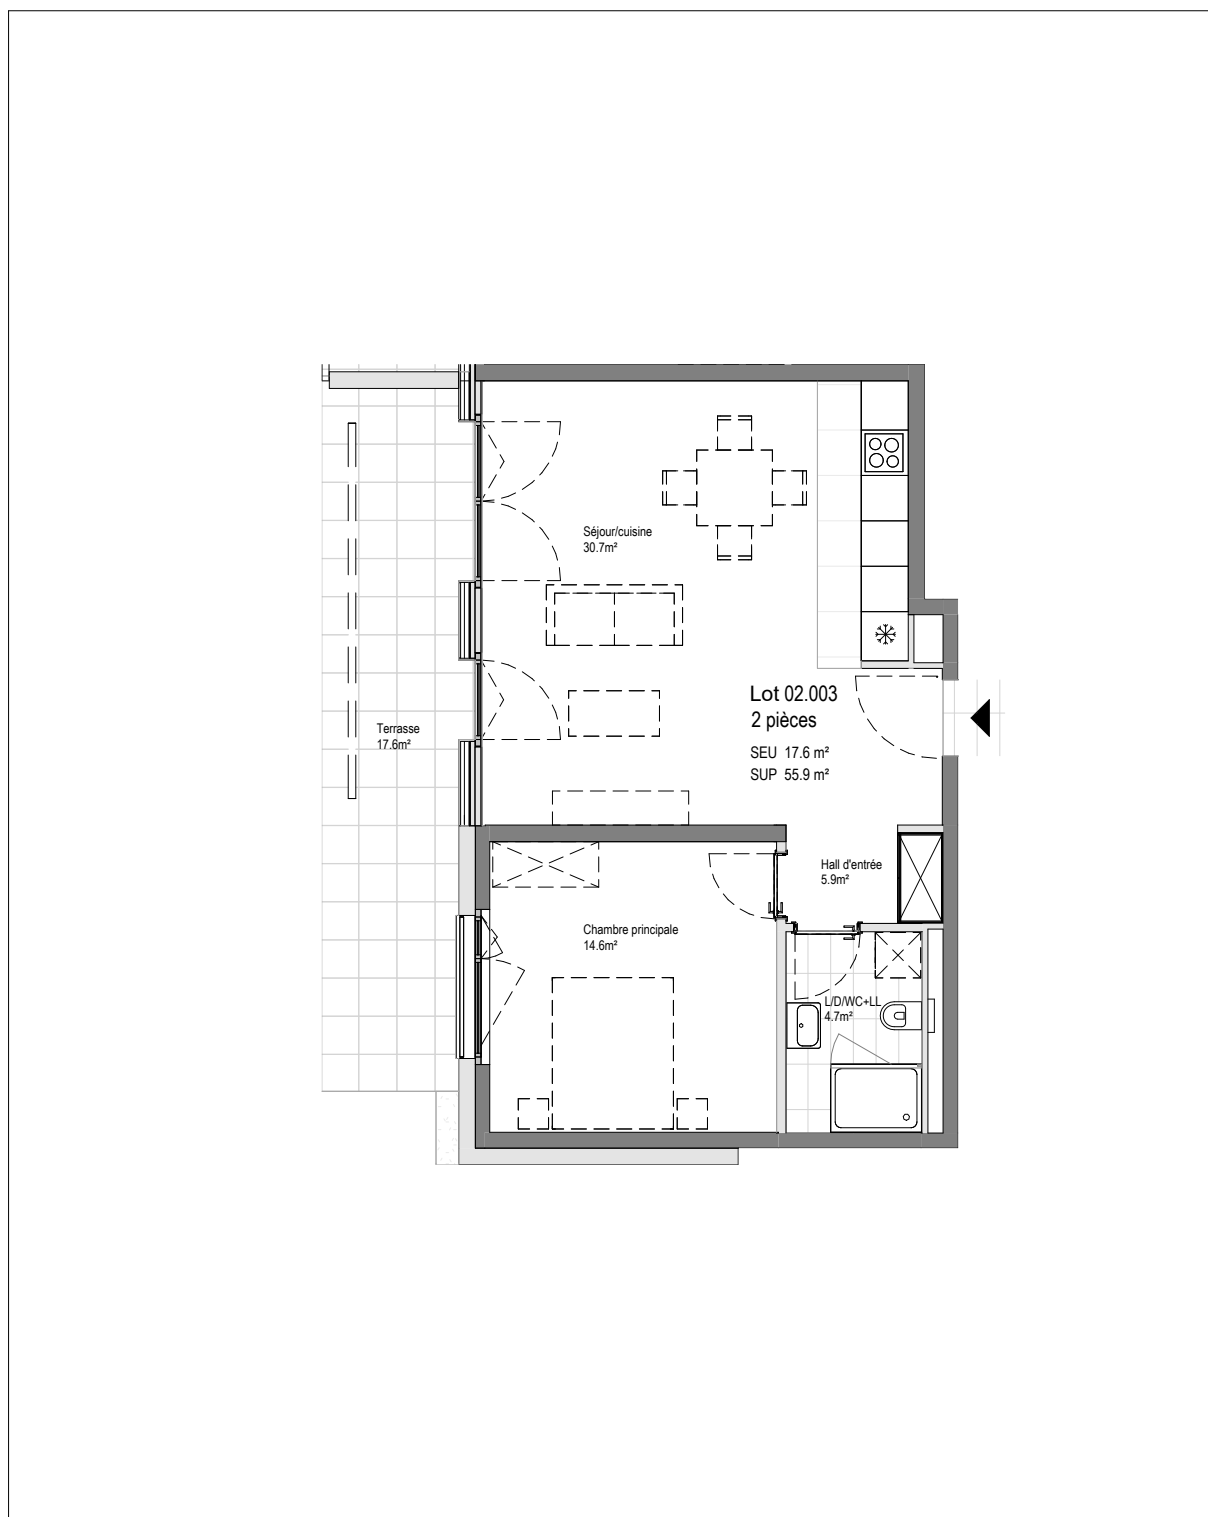 Séjour/cuisine
30.7m²
Lot 02.003
2 pièces
SEU 17.6 m²
SUP 55.9 m²
Terrasse
17.6m²
Hall d'entrée
5.9m²
Chambre principale
14.6m²
L/D/WC+LL
4.7m²